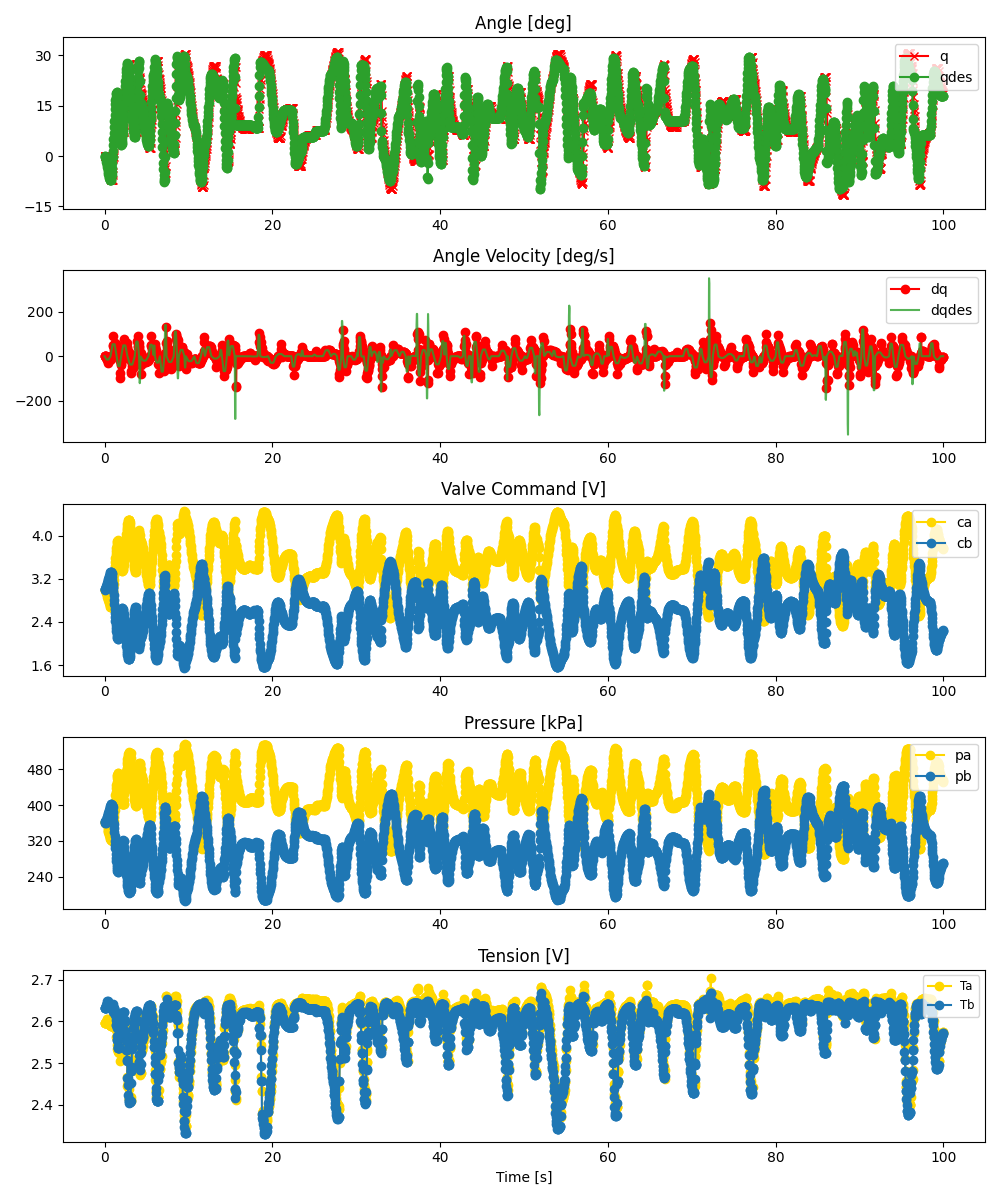 Angle [deg]
30
15
0
−15
q
qdes
0 20 40 60 80 100
Angle Velocity [deg/s]
200
0
−200
dq
dqdes
0 20 40 60 80 100
Valve Command [V]
4.0
3.2
2.4
1.6
ca
cb
0 20 40 60 80 100
Pressure [kPa]
480
400
320
240
pa
pb
0 20 40 60 80 100
Tension [V]
2.7
2.6
2.5
2.4
Ta
Tb
0 20 40 60 80 100
Time [s]